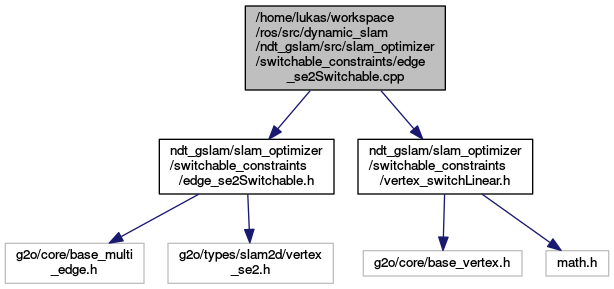 /home/lukas/workspace
/ros/src/dynamic_slam
/ndt_gslam/src/slam_optimizer
/switchable_constraints/edge
_se2Switchable.cpp
ndt_gslam/slam_optimizer
/switchable_constraints
/edge_se2Switchable.h
ndt_gslam/slam_optimizer
/switchable_constraints
/vertex_switchLinear.h
g2o/core/base_multi
_edge.h
g2o/types/slam2d/vertex
_se2.h
g2o/core/base_vertex.h
math.h